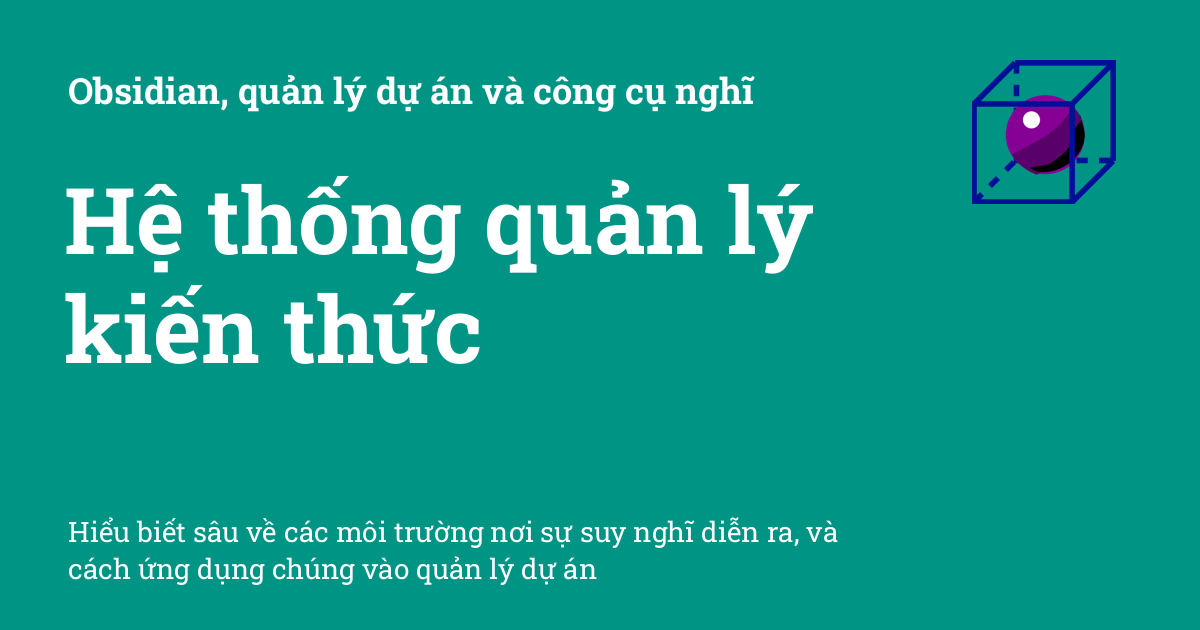 Obsidian, quản lý dự án và công cụ nghĩ
Hệ thống quản lý
kiến thức
Hiểu biết sâu về các môi trường nơi sự suy nghĩ diễn ra, và
cách ứng dụng chúng vào quản lý dự án